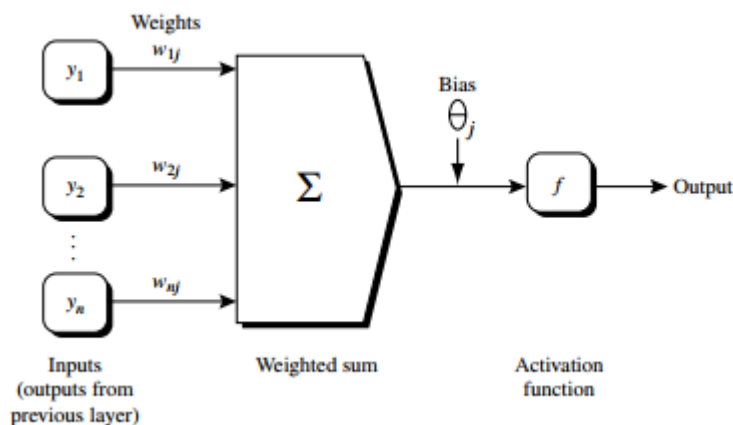 Weights
w1j
y1
Bias
θj
w2j
y2
Σ
f
Output
⋮
wnj
yn
Inputs
(outputs from
previous layer)
Weighted sum
Activation
function